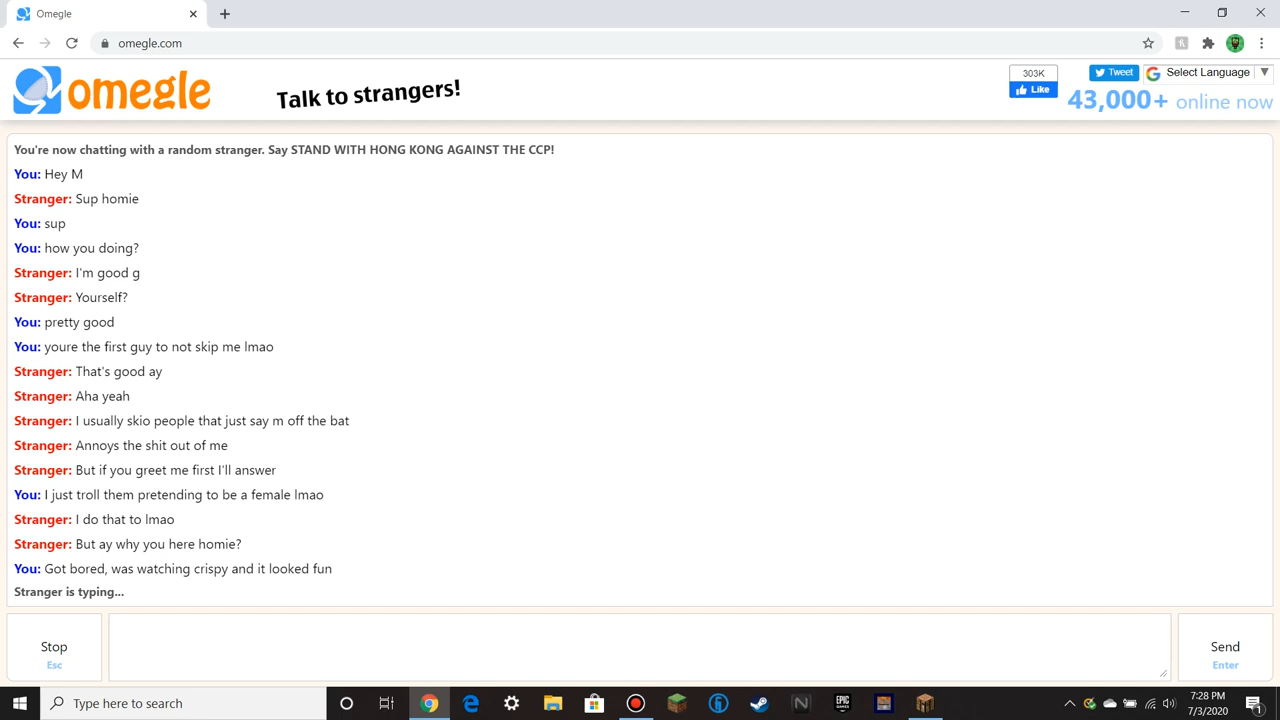 Omegle
omegle.com
omegle
Talk to strangers!
303K
Like
Tweet
Select Language
43,000+ online now
You're now chatting with a random stranger. Say STAND WITH HONG KONG AGAINST THE CCP!
You: Hey M
Stranger: Sup homie
You: sup
You: how you doing?
Stranger: I'm good g
Stranger: Yourself?
You: pretty good
You: youre the first guy to not skip me lmao
Stranger: That's good ay
Stranger: Aha yeah
Stranger: I usually skio people that just say m off the bat
Stranger: Annoys the shit out of me
Stranger: But if you greet me first I'll answer
You: I just troll them pretending to be a female lmao
Stranger: I do that to lmao
Stranger: But ay why you here homie?
You: Got bored, was watching crispy and it looked fun
Stranger is typing...
Stop
Esc
Send
Enter
Type here to search
EPIC
GAMES
7:28 PM
7/3/2020
1